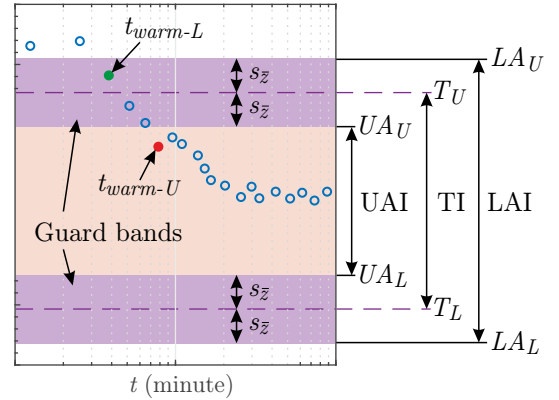 t_warm-L
LA_U
s_z̄
T_U
s_z̄
UA_U
t_warm-U
UAI TI LAI
Guard bands
UA_L
s_z̄
T_L
s_z̄
LA_L
t (minute)